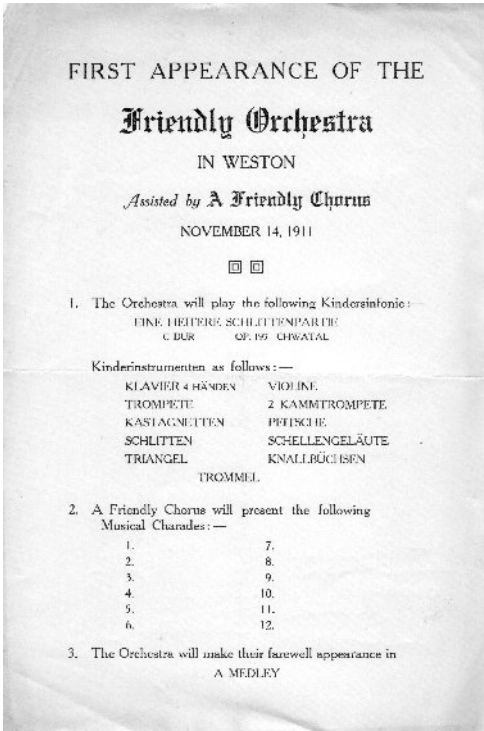 FIRST APPEARANCE OF THE
Friendly Orchestra
IN WESTON
Assisted by A Friendly Chorus
NOVEMBER 14, 1911
1. The Orchestra will play the following Kindersinfonie:—
EINE HEITERE SCHLITTENPARTIE
C DUR OP. 195 CHWATAL
Kinderinstrumenten as follows:—
KLAVIER 4 HÄNDEN VIOLINE
TROMPETE 2 KAMMTROMPETE
KASTAGNETTEN PEITSCHE
SCHLITTEN SCHELLENGELÄUTE
TRIANGEL KNALLBÜCHSEN
TROMMEL
2. A Friendly Chorus will present the following
Musical Charades:—
1. 7.
2. 8.
3. 9.
4. 10.
5. 11.
6. 12.
3. The Orchestra will make their farewell appearance in
A MEDLEY